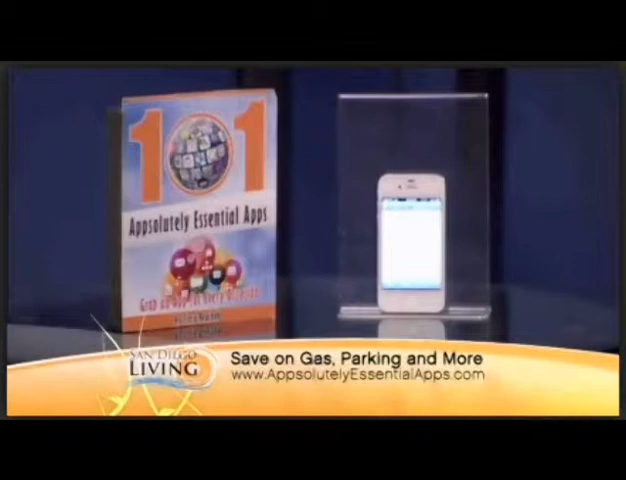 101
Appsolutely Essential Apps
SAN DIEGO
LIVING
Save on Gas, Parking and More
www.AppsolutelyEssentialApps.com